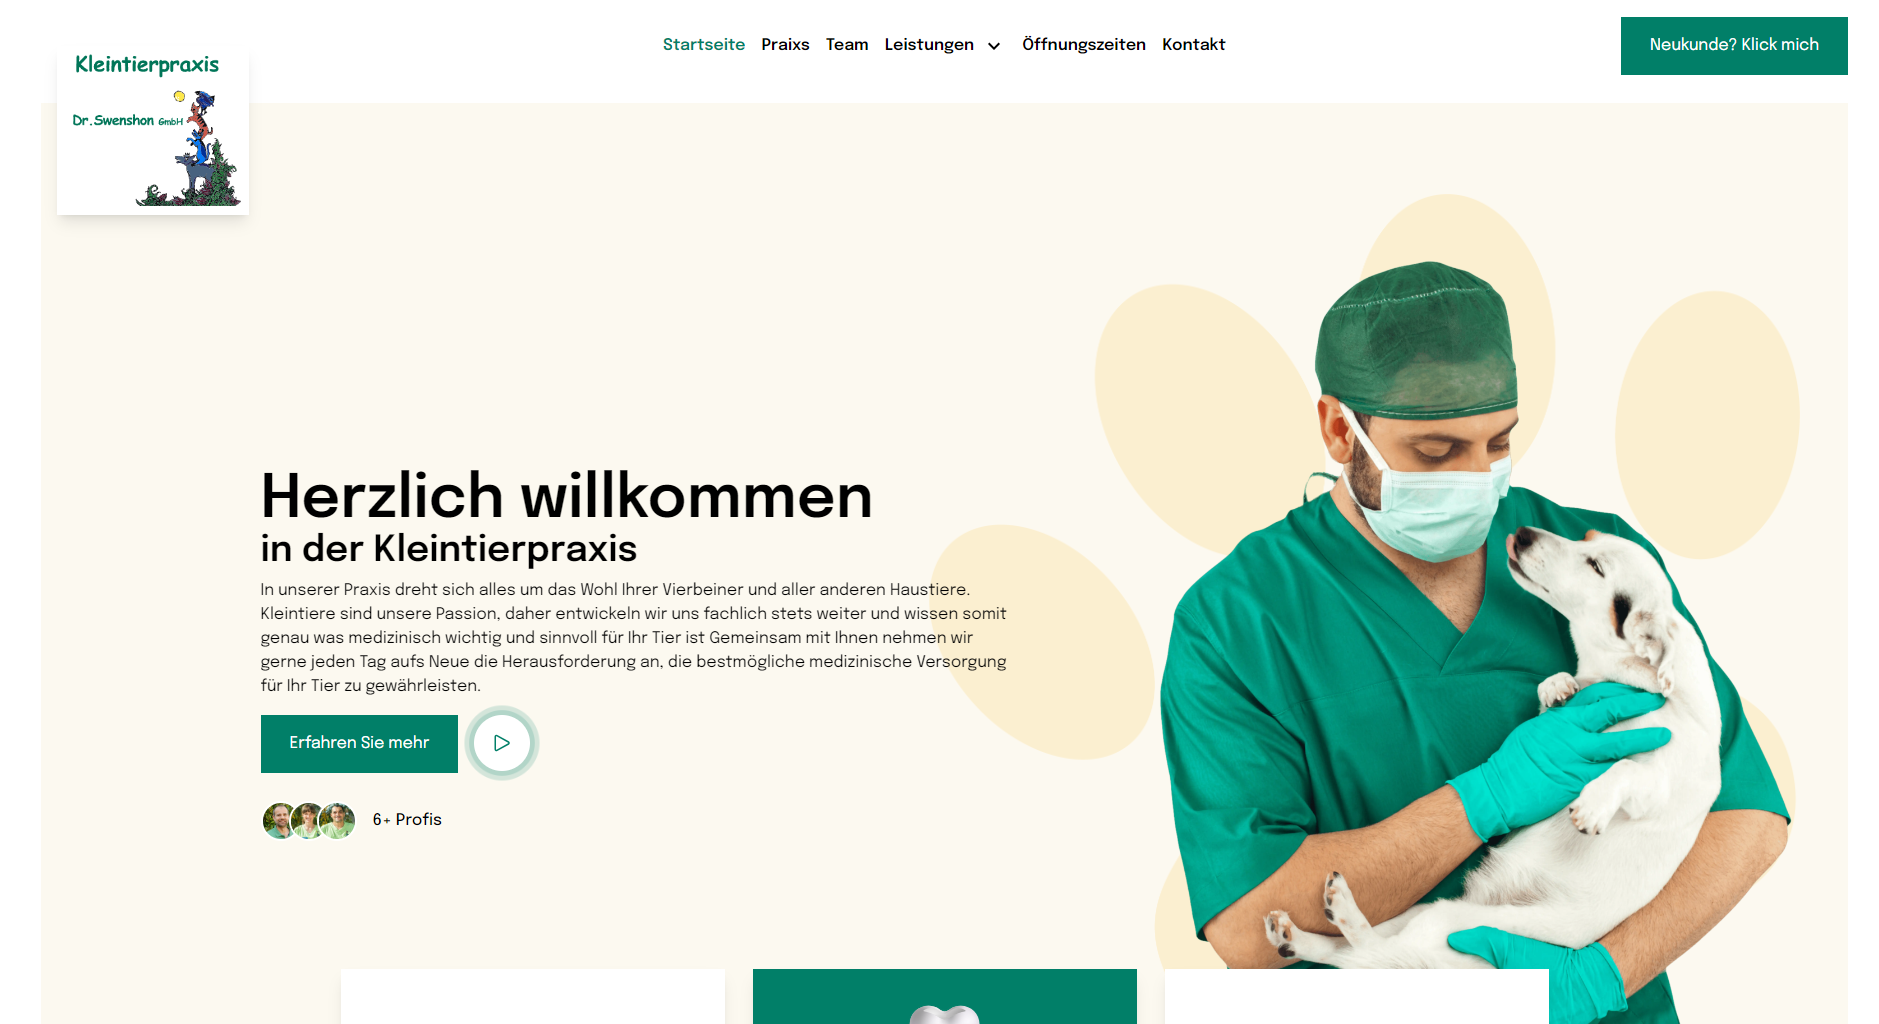 Kleintierpraxis
Dr.Swenshon GmbH
Startseite Praixs Team Leistungen Öffnungszeiten Kontakt
Neukunde? Klick mich
Herzlich willkommen
in der Kleintierpraxis
In unserer Praxis dreht sich alles um das Wohl Ihrer Vierbeiner und aller anderen Haustiere.
Kleintiere sind unsere Passion, daher entwickeln wir uns fachlich stets weiter und wissen somit
genau was medizinisch wichtig und sinnvoll für Ihr Tier ist Gemeinsam mit Ihnen nehmen wir
gerne jeden Tag aufs Neue die Herausforderung an, die bestmögliche medizinische Versorgung
für Ihr Tier zu gewährleisten.
Erfahren Sie mehr
6+ Profis